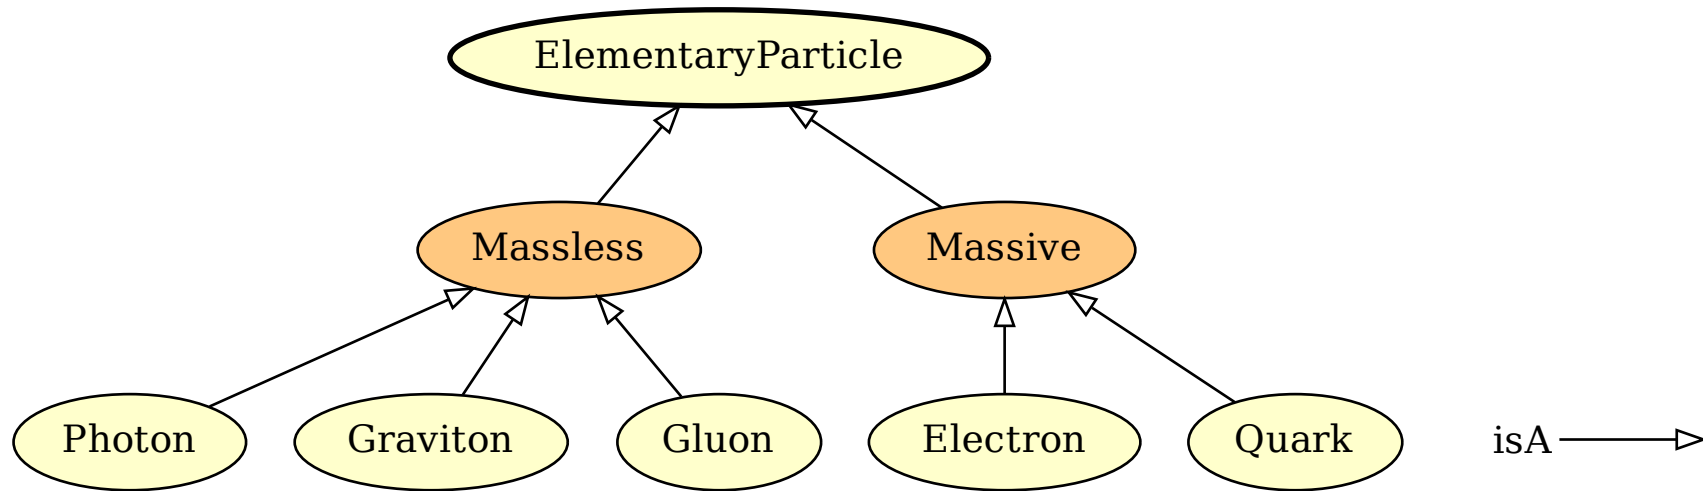 ElementaryParticle
Massless
Massive
Photon
Graviton
Gluon
Electron
Quark
isA